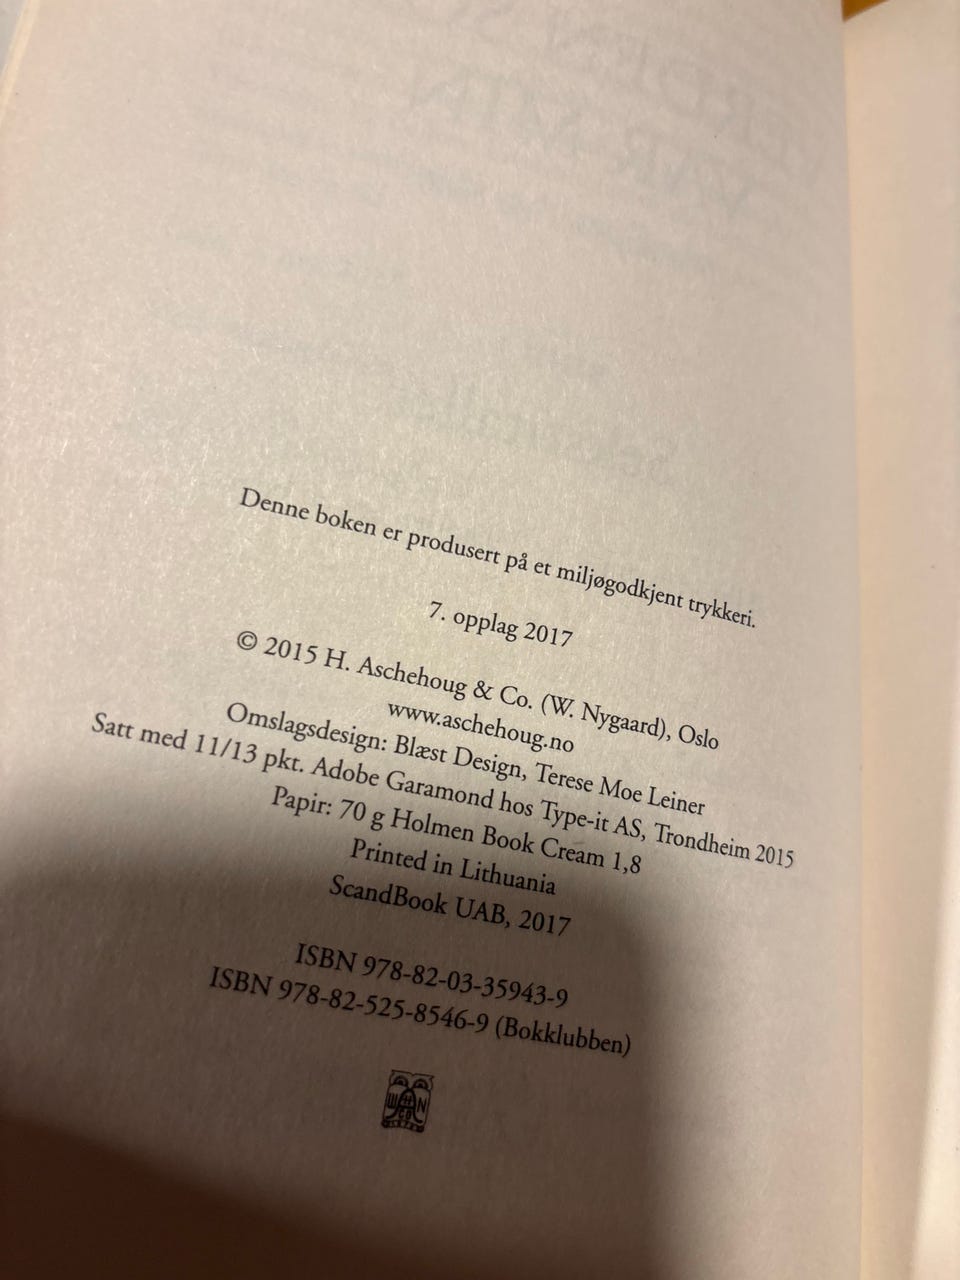 Denne boken er produsert på et miljøgodkjent trykkeri.
7. opplag 2017
© 2015 H. Aschehoug & Co. (W. Nygaard), Oslo
www.aschehoug.no
Omslagsdesign: Blæst Design, Terese Moe Leiner
Satt med 11/13 pkt. Adobe Garamond hos Type-it AS, Trondheim 2015
Papir: 70 g Holmen Book Cream 1,8
Printed in Lithuania
ScandBook UAB, 2017
ISBN 978-82-03-35943-9
ISBN 978-82-525-8546-9 (Bokklubben)